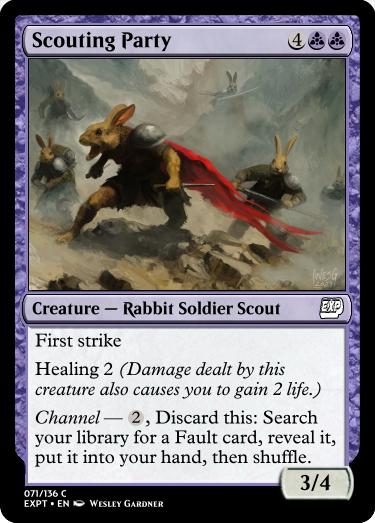 Scouting Party 4
Creature — Rabbit Soldier Scout EXP
First strike
Healing 2 (Damage dealt by this
creature also causes you to gain 2 life.)
Channel — 2, Discard this: Search
your library for a Fault card, reveal it,
put it into your hand, then shuffle.
3/4
071/136 C
EXPT • EN Wesley Gardner